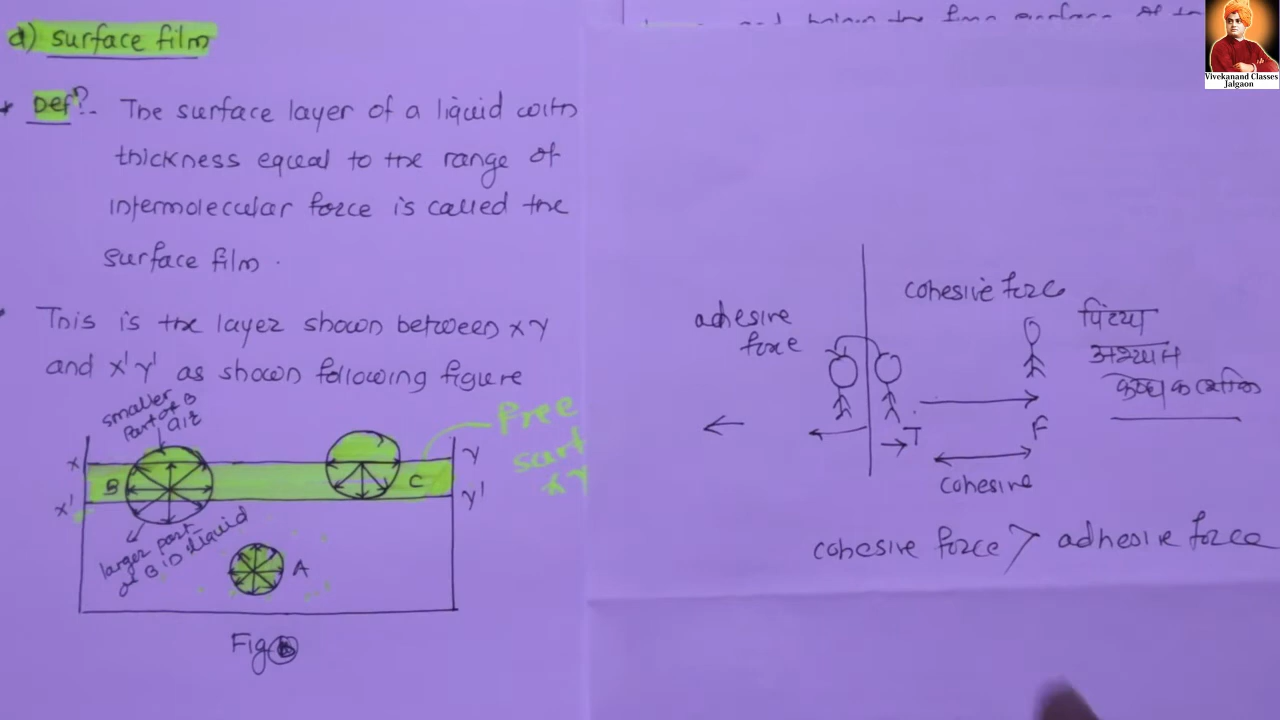 d) surface film
* Defn:- The surface layer of a liquid with
thickness equal to the range of
intermolecular force is called the
surface film.
This is the layer shown between xy
and x'y' as shown following figure
smaller
part of B
air
Free
surf
xy
x
y
B
C
x'
y'
larger part
of B in liquid
A
Fig
cohesive force
adhesive
force
पिंट्या
अभ्यास
T
F
cohesive
cohesive force > adhesive force
Vivekanand Classes
Jalgaon